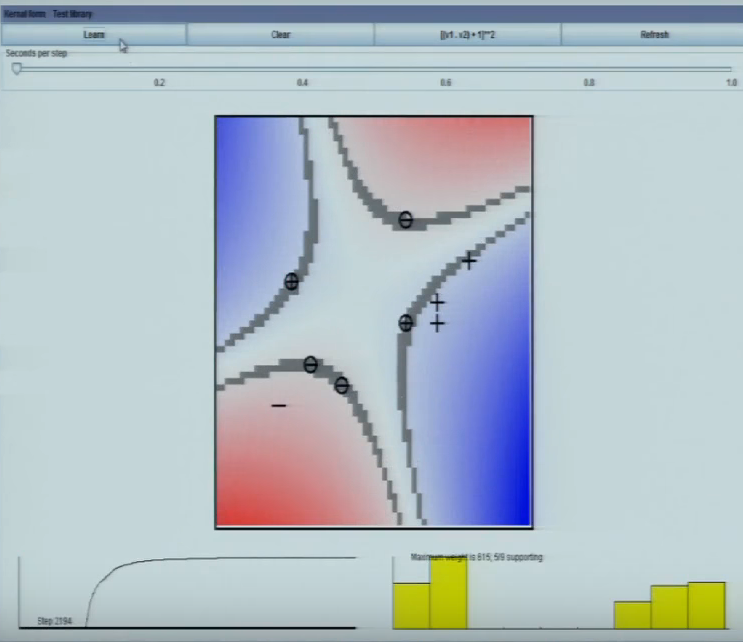 Kernel form Test library
Learn Clear [(v1 . v2) + 1]**2 Refresh
Seconds per step
0.2 0.4 0.6 0.8 1.0
Maximum weight is 615; 5/9 supporting
Step 2194